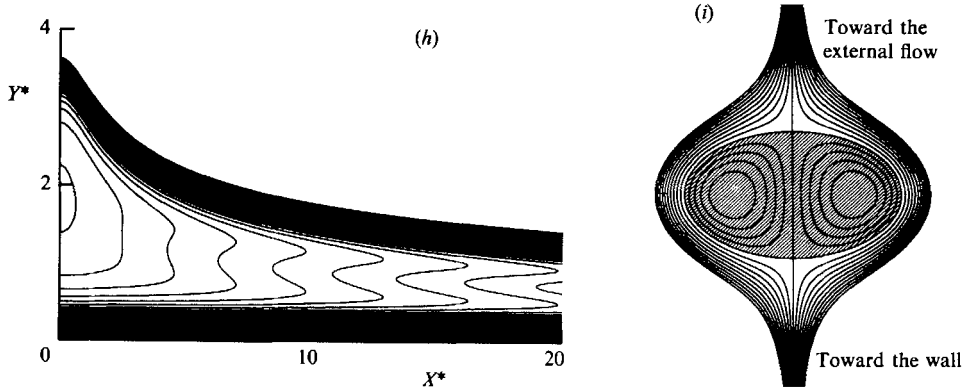 4
(h)
Y*
2
0
10
20
X*
(i)
Toward the
external flow
Toward the wall